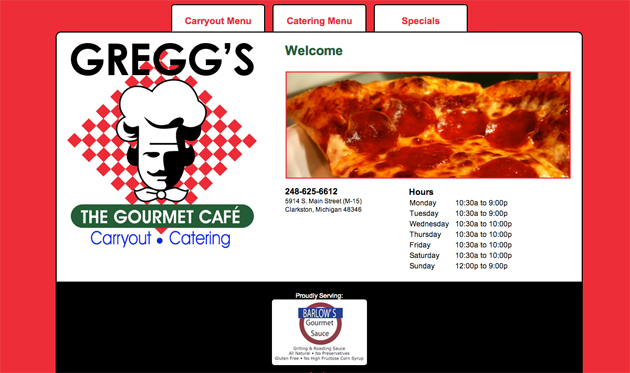 Carryout Menu
Catering Menu
Specials
GREGG'S
THE GOURMET CAFÉ
Carryout • Catering
Welcome
248-625-6612
5914 S. Main Street (M-15)
Clarkston, Michigan 48346
Hours
Monday 10:30a to 9:00p
Tuesday 10:30a to 9:00p
Wednesday 10:30a to 10:00p
Thursday 10:30a to 10:00p
Friday 10:30a to 10:00p
Saturday 10:30a to 10:00p
Sunday 12:00p to 9:00p
Proudly Serving:
BARLOW'S
Gourmet
Sauce
Grilling & Roasting Sauce
All Natural • No Preservatives
Gluten Free • No High Fructose Corn Syrup